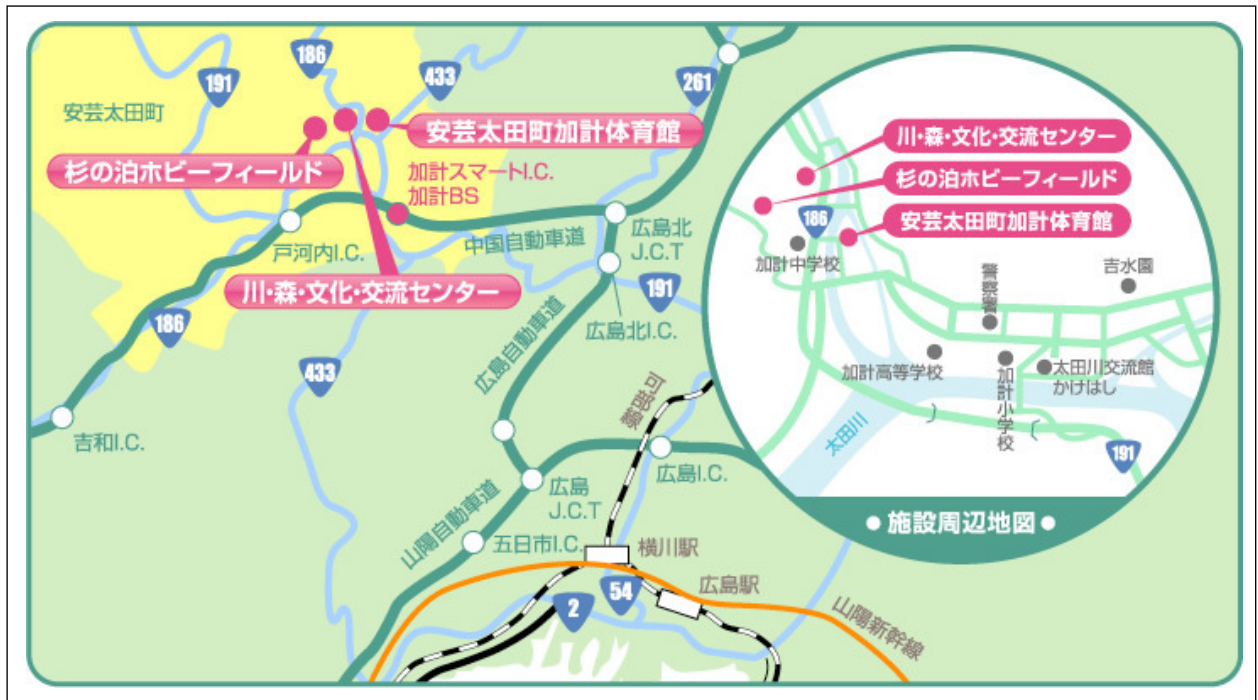 186
191
433
261
安芸太田町
安芸太田町加計体育館
杉の泊ホビーフィールド
加計スマートI.C.
加計BS
戸河内I.C.
中国自動車道
広島北
J.C.T
川・森・文化・交流センター
191
186
広島北I.C.
広島自動車道
433
可部線
吉和I.C.
広島I.C.
広島
J.C.T
山陽自動車道
五日市I.C.
横川駅
広島駅
54
2
山陽新幹線
川・森・文化・交流センター
杉の泊ホビーフィールド
186
安芸太田町加計体育館
加計中学校
警察署
吉水園
加計高等学校
加計小学校
太田川交流館
かけはし
太田川
191
●施設周辺地図●